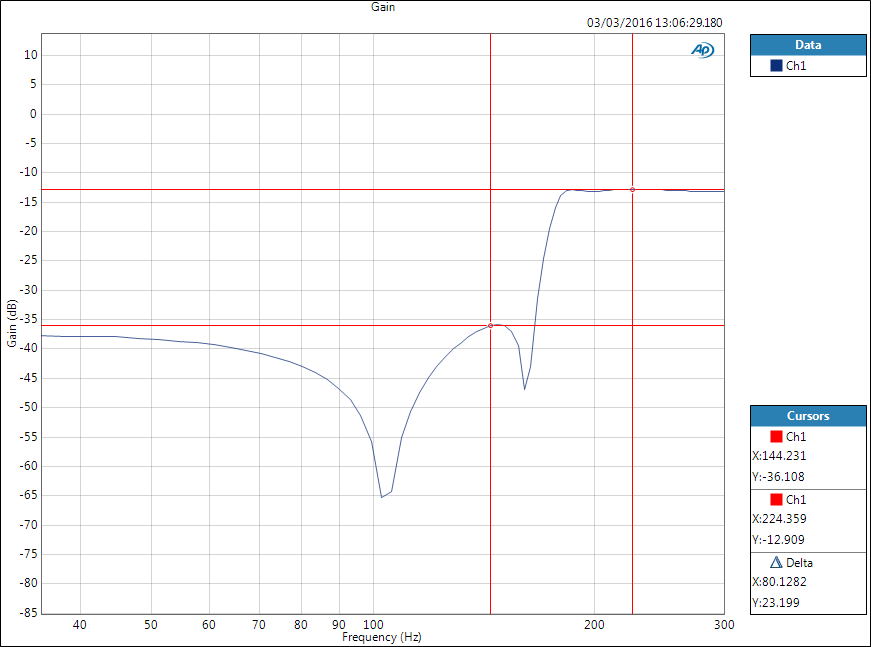 Gain
03/03/2016 13:06:29.180
AP
Data
Ch1
10
5
0
-5
-10
-15
-20
-25
-30
-35
-40
-45
-50
-55
-60
-65
-70
-75
-80
-85
Gain (dB)
40 50 60 70 80 90 100 200 300
Frequency (Hz)
Cursors
Ch1
X:144.231
Y:-36.108
Ch1
X:224.359
Y:-12.909
Delta
X:80.1282
Y:23.199